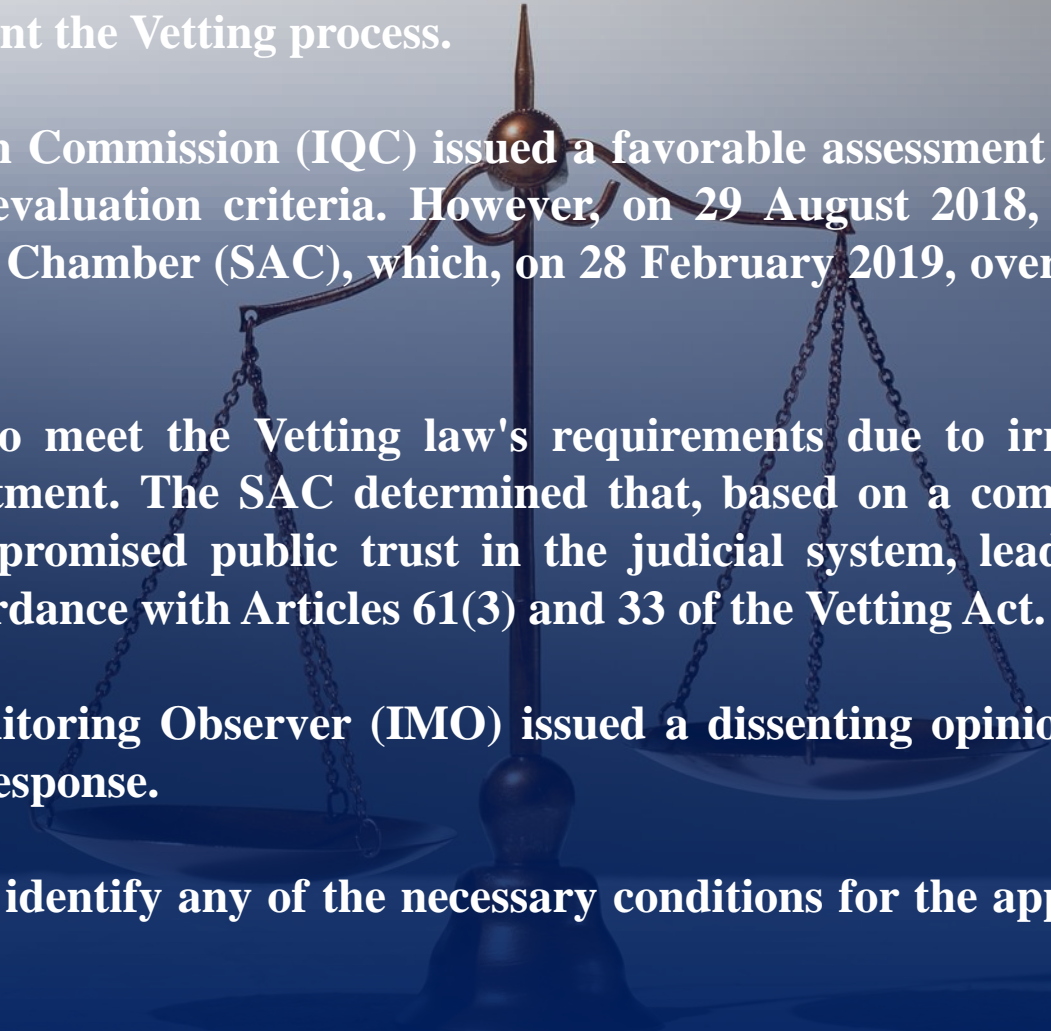 nt the Vetting process.
n Commission (IQC) issued a favorable assessment
evaluation criteria. However, on 29 August 2018,
Chamber (SAC), which, on 28 February 2019, over
o meet the Vetting law's requirements due to irr
tment. The SAC determined that, based on a com
promised public trust in the judicial system, lead
rdance with Articles 61(3) and 33 of the Vetting Act.
nitoring Observer (IMO) issued a dissenting opinio
esponse.
identify any of the necessary conditions for the app